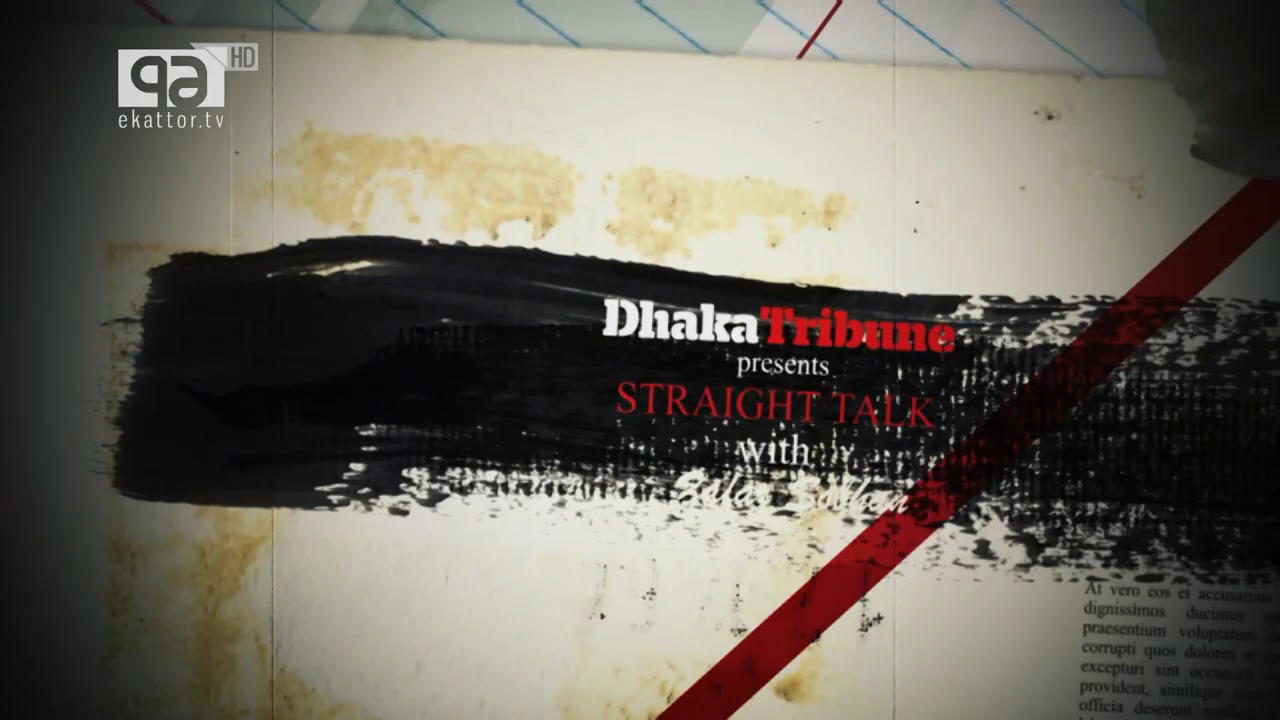 HD
ekattor.tv
DhakaTribune
presents
STRAIGHT TALK
with
At vero eos et accusamus
dignissimos ducimus
praesentium voluptatum
corrupti quos dolores et
excepturi sint occaecati
provident, similique
officia deserunt